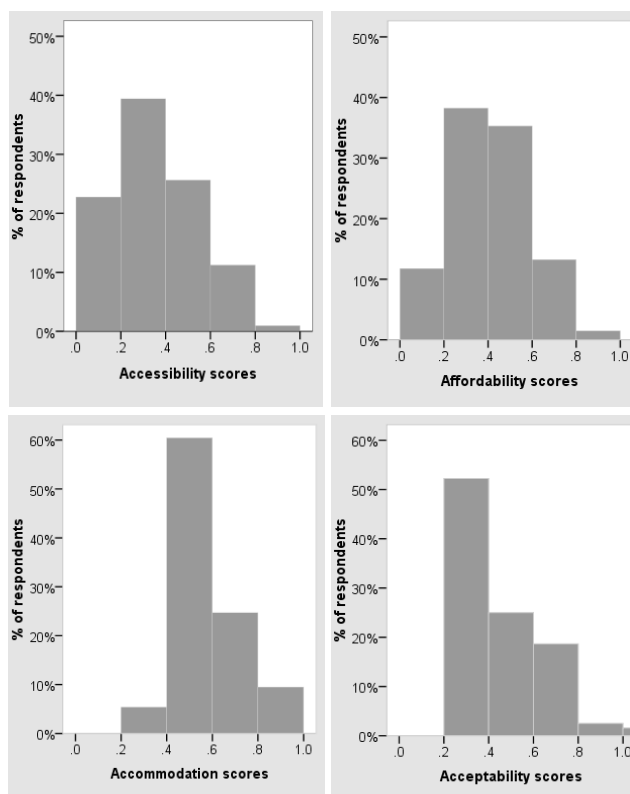 % of respondents
50%
40%
30%
20%
10%
0%
.0 .2 .4 .6 .8 1.0
Accessibility scores
% of respondents
50%
40%
30%
20%
10%
0%
.0 .2 .4 .6 .8 1.0
Affordability scores
% of respondents
60%
50%
40%
30%
20%
10%
0%
.0 .2 .4 .6 .8 1.0
Accommodation scores
% of respondents
60%
50%
40%
30%
20%
10%
0%
.0 .2 .4 .6 .8 1.0
Acceptability scores